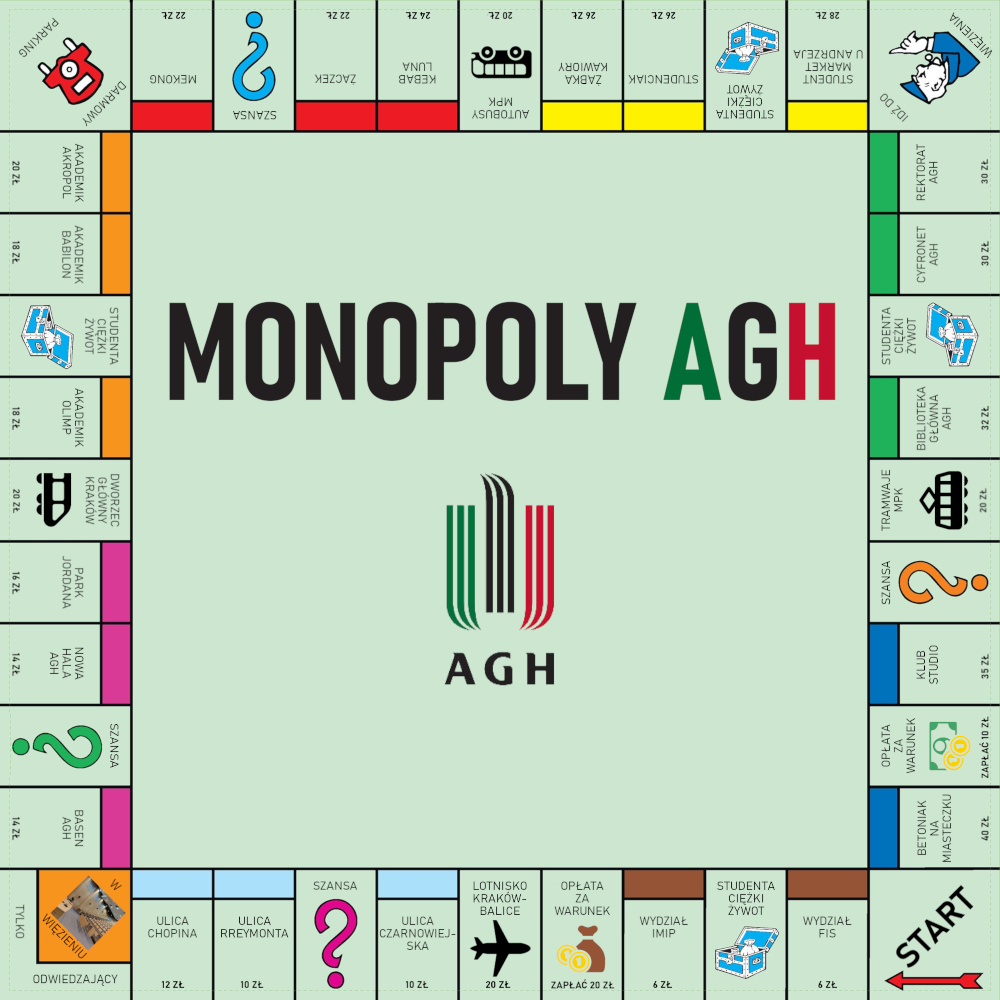 DARMOWY
PARKING
22 ZŁ
MEKONG
SZANSA
22 ZŁ
ŻACZEK
24 ZŁ
KEBAB
LUNA
20 ZŁ
AUTOBUSY
MPK
26 ZŁ
ŻABKA
KAWIORY
26 ZŁ
STUDENCIAK
STUDENTA
CIĘŻKI
ŻYWOT
28 ZŁ
STUDENT
MARKET
U ANDRZEJA
IDŹ DO
WIĘZIENIA
AKADEMIK
AKROPOL
20 ZŁ
AKADEMIK
BABILON
18 ZŁ
STUDENTA
CIĘŻKI
ŻYWOT
AKADEMIK
OLIMP
18 ZŁ
DWORZEC
GŁÓWNY
KRAKÓW
20 ZŁ
PARK
JORDANA
16 ZŁ
NOWA
HALA
AGH
14 ZŁ
SZANSA
BASEN
AGH
14 ZŁ
MONOPOLY AGH
AGH
REKTORAT
AGH
30 ZŁ
CYFRONET
AGH
30 ZŁ
STUDENTA
CIĘŻKI
ŻYWOT
BIBLIOTEKA
GŁÓWNA
AGH
32 ZŁ
TRAMWAJE
MPK
20 ZŁ
SZANSA
KLUB
STUDIO
35 ZŁ
OPŁATA
ZA
WARUNEK
ZAPŁAĆ 10 ZŁ
BETONIAK
NA
MIASTECZKU
40 ZŁ
W
WIĘZIENIU
TYLKO
ODWIEDZAJĄCY
ULICA
CHOPINA
12 ZŁ
ULICA
RREYMONTA
10 ZŁ
SZANSA
ULICA
CZARNOWIEJ-
SKA
10 ZŁ
LOTNISKO
KRAKÓW-
BALICE
20 ZŁ
OPŁATA
ZA
WARUNEK
ZAPŁAĆ 20 ZŁ
WYDZIAŁ
IMIP
6 ZŁ
STUDENTA
CIĘŻKI
ŻYWOT
WYDZIAŁ
FIS
6 ZŁ
START